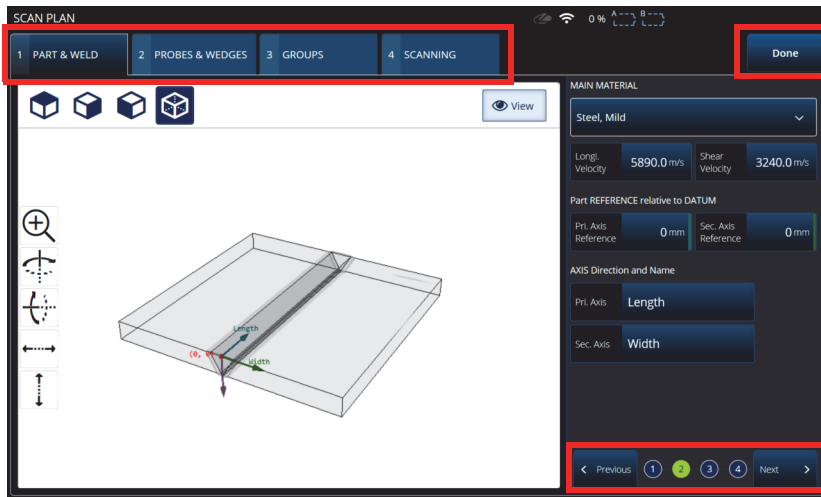 SCAN PLAN
0 % A B
1 PART & WELD 2 PROBES & WEDGES 3 GROUPS 4 SCANNING Done
View
MAIN MATERIAL
Steel, Mild
Longi. Velocity 5890.0 m/s Shear Velocity 3240.0 m/s
Part REFERENCE relative to DATUM
Pri. Axis Reference 0 mm Sec. Axis Reference 0 mm
AXIS Direction and Name
Pri. Axis Length
Sec. Axis Width
Length
(0, 
Width
Previous 1 2 3 4 Next